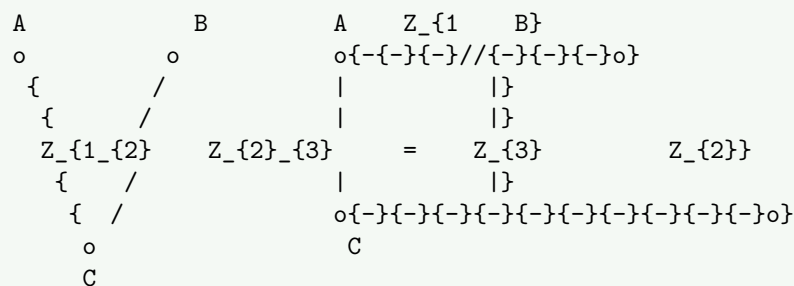 A B A Z_{1 B}
o o o{-{-}{-}//{-}{-}{-}o}
{ / | |}
{ / | |}
Z_{1_{2} Z_{2}_{3} = Z_{3} Z_{2}}
{ / | |}
{ / o{-}{-}{-}{-}{-}{-}{-}{-}{-}{-}o}
o C
C